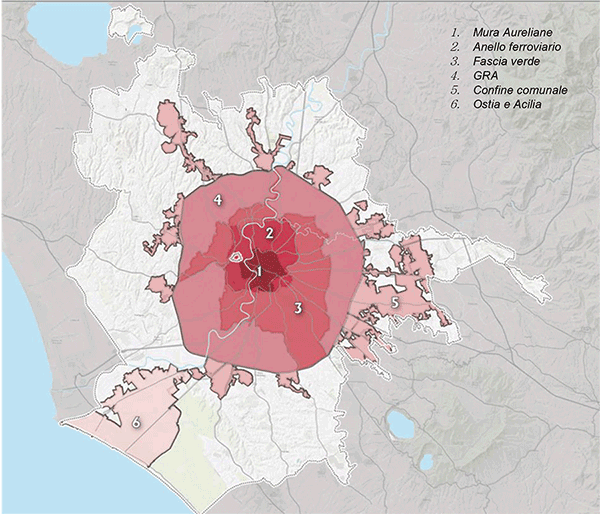 1. Mura Aureliane
2. Anello ferroviario
3. Fascia verde
4. GRA
5. Confine comunale
6. Ostia e Acilia
4
2
1
3
5
6